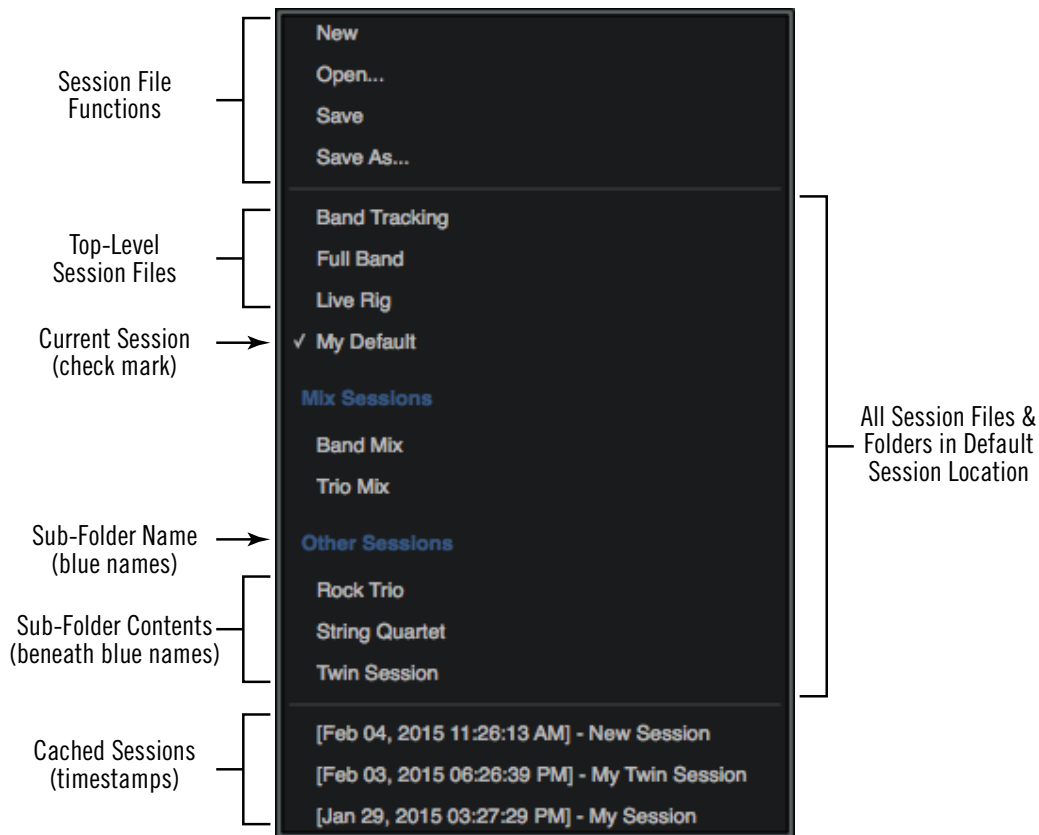 Session File
Functions
New
Open...
Save
Save As...
Top-Level
Session Files
Band Tracking
Full Band
Live Rig
Current Session
(check mark)
✓ My Default
Mix Sessions
Band Mix
Trio Mix
Sub-Folder Name
(blue names)
Other Sessions
Sub-Folder Contents
(beneath blue names)
Rock Trio
String Quartet
Twin Session
All Session Files &
Folders in Default
Session Location
Cached Sessions
(timestamps)
[Feb 04, 2015 11:26:13 AM] - New Session
[Feb 03, 2015 06:26:39 PM] - My Twin Session
[Jan 29, 2015 03:27:29 PM] - My Session